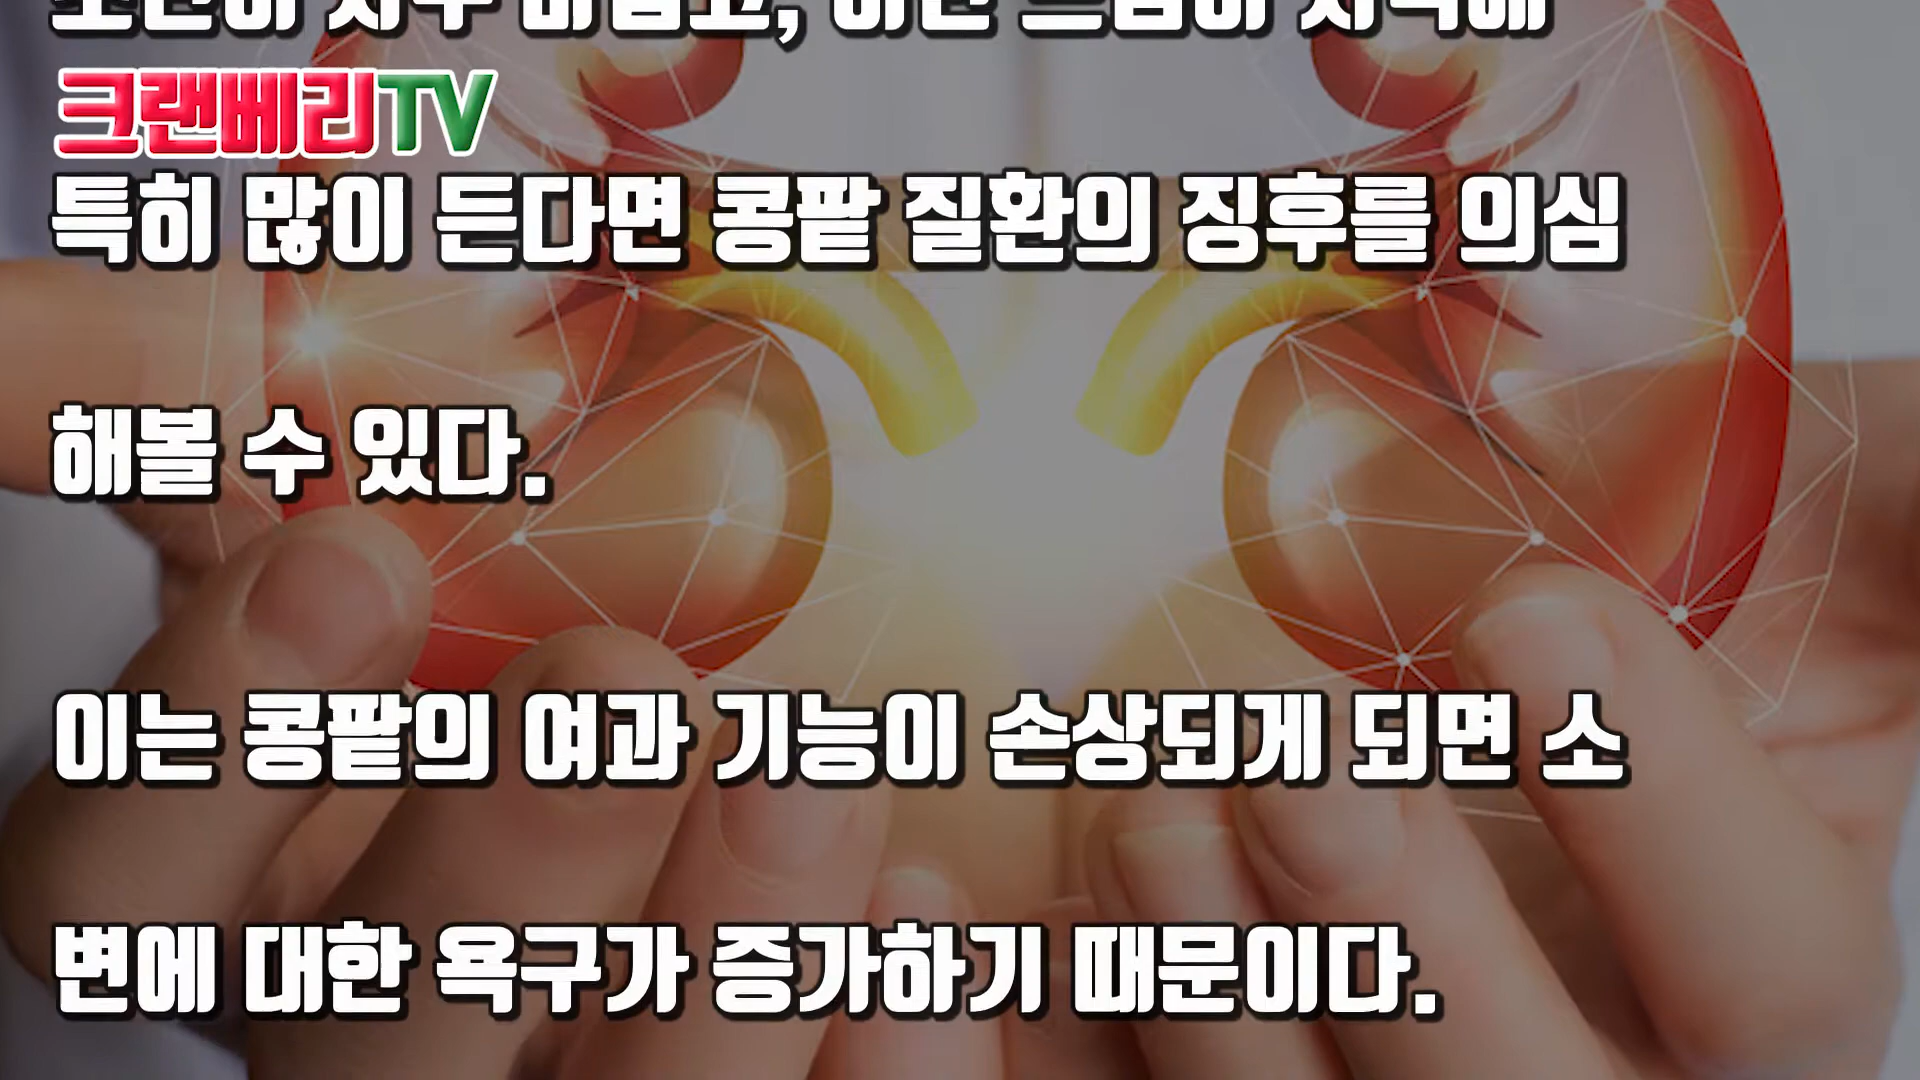 크랜베리TV
특히 많이 든다면 콩팥 질환의 징후를 의심
해볼 수 있다.
이는 콩팥의 여과 기능이 손상되게 되면 소
변에 대한 욕구가 증가하기 때문이다.